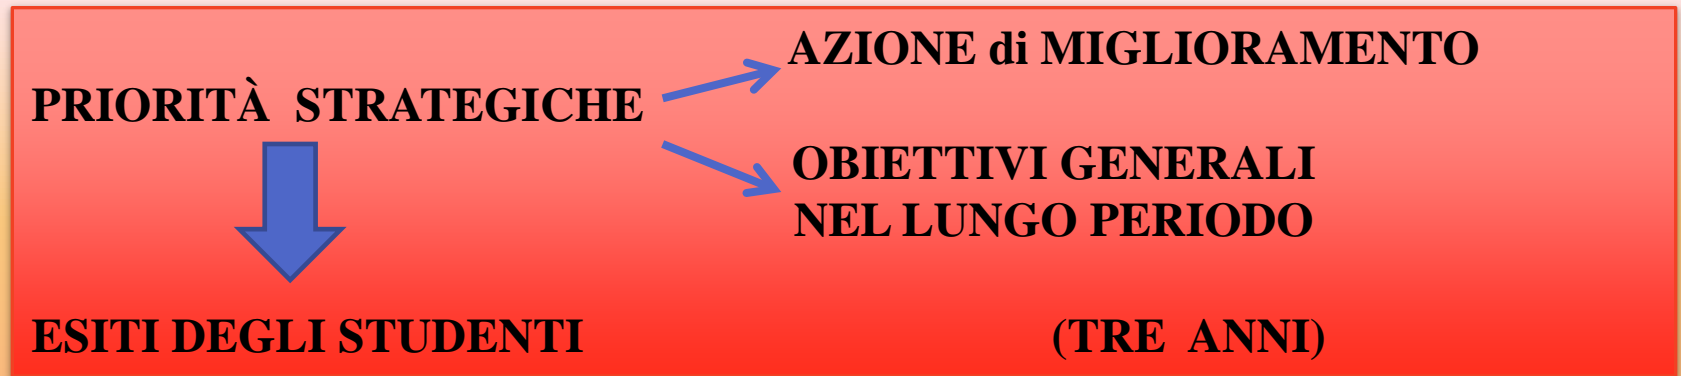 AZIONE di MIGLIORAMENTO
PRIORITÀ STRATEGICHE
OBIETTIVI GENERALI
NEL LUNGO PERIODO
ESITI DEGLI STUDENTI (TRE ANNI)